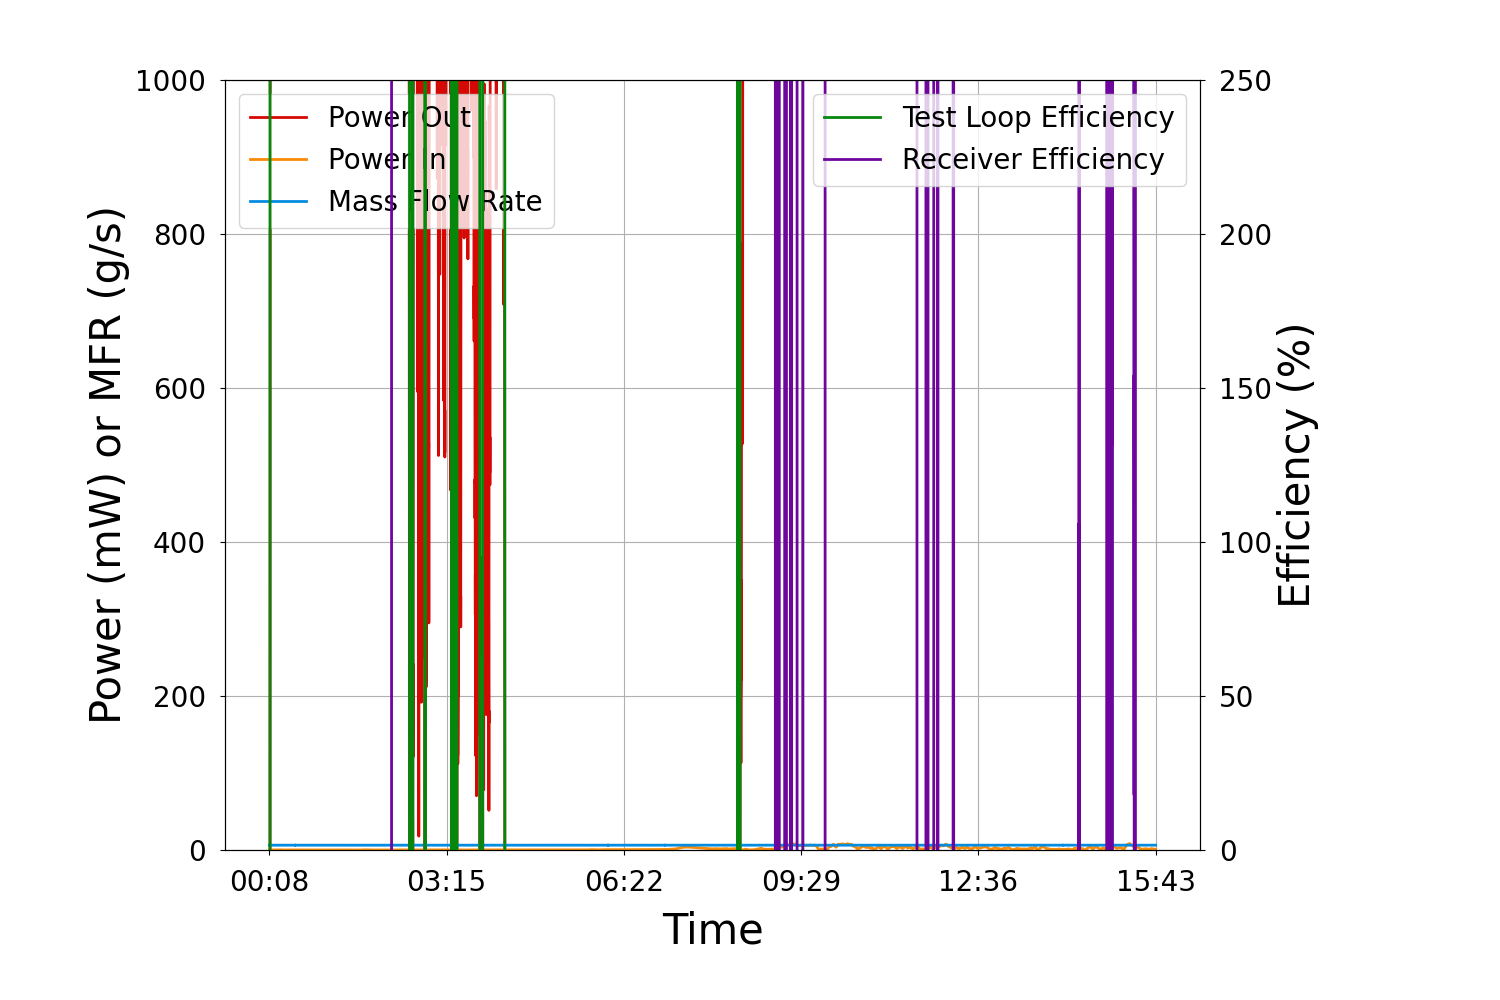 1000
800
600
400
200
0
Power (mW) or MFR (g/s)
Power Out
Power In
Mass Flow Rate
Test Loop Efficiency
Receiver Efficiency
250
200
150
100
50
0
Efficiency (%)
00:08 03:15 06:22 09:29 12:36 15:43
Time